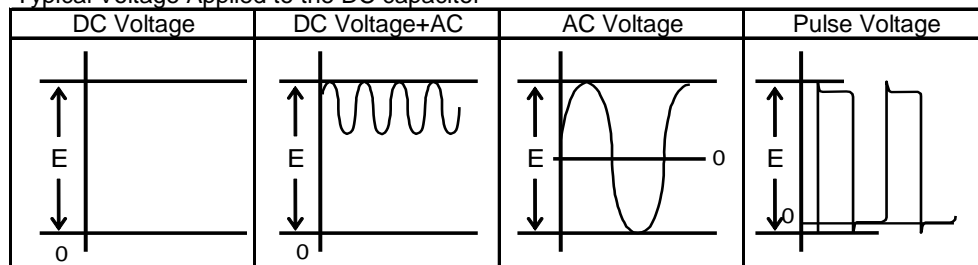 Typical Voltage Applied to the DC capacitor
DC Voltage DC Voltage+AC AC Voltage Pulse Voltage
E E E 0 E
0
0 0